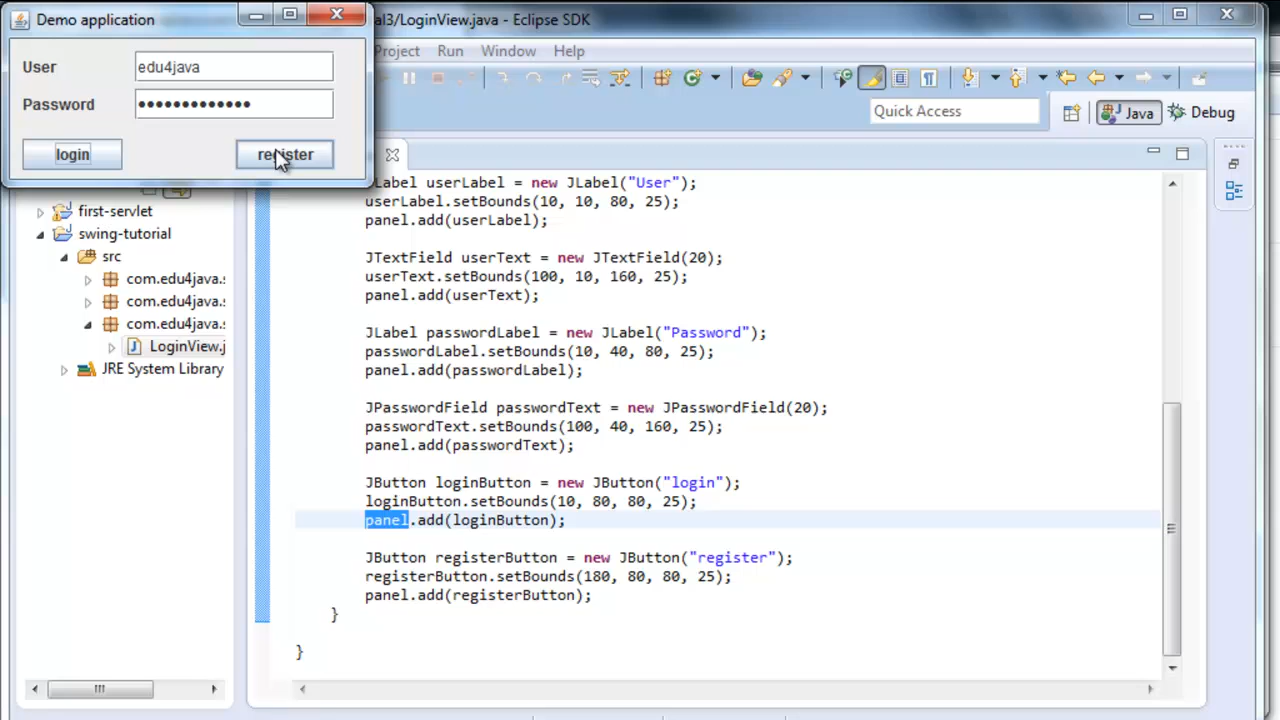 Demo application
al3/LoginView.java - Eclipse SDK
Project Run Window Help
User edu4java
Password •••••••••••••
login register
Quick Access
Java Debug
first-servlet
swing-tutorial
src
com.edu4java.s
com.edu4java.s
com.edu4java.s
LoginView.j
JRE System Library
JLabel userLabel = new JLabel("User");
userLabel.setBounds(10, 10, 80, 25);
panel.add(userLabel);
JTextField userText = new JTextField(20);
userText.setBounds(100, 10, 160, 25);
panel.add(userText);
JLabel passwordLabel = new JLabel("Password");
passwordLabel.setBounds(10, 40, 80, 25);
panel.add(passwordLabel);
JPasswordField passwordText = new JPasswordField(20);
passwordText.setBounds(100, 40, 160, 25);
panel.add(passwordText);
JButton loginButton = new JButton("login");
loginButton.setBounds(10, 80, 80, 25);
panel.add(loginButton);
JButton registerButton = new JButton("register");
registerButton.setBounds(180, 80, 80, 25);
panel.add(registerButton);
}
}